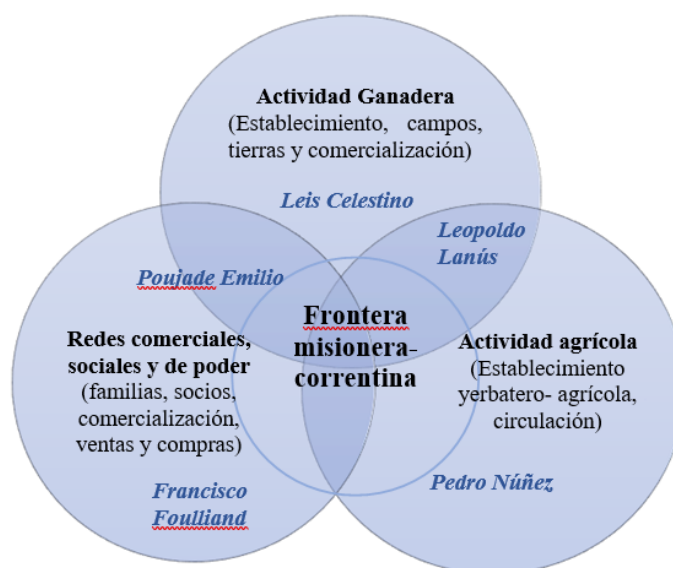 Actividad Ganadera
(Establecimiento, campos,
tierras y comercialización)
Leis Celestino
Leopoldo
Lanús
Poujade Emilio
Frontera
misionera-
correntina
Redes comerciales,
sociales y de poder
(familias, socios,
comercialización,
ventas y compras)
Actividad agrícola
(Establecimiento
yerbatero- agrícola,
circulación)
Francisco
Foulliand
Pedro Núñez